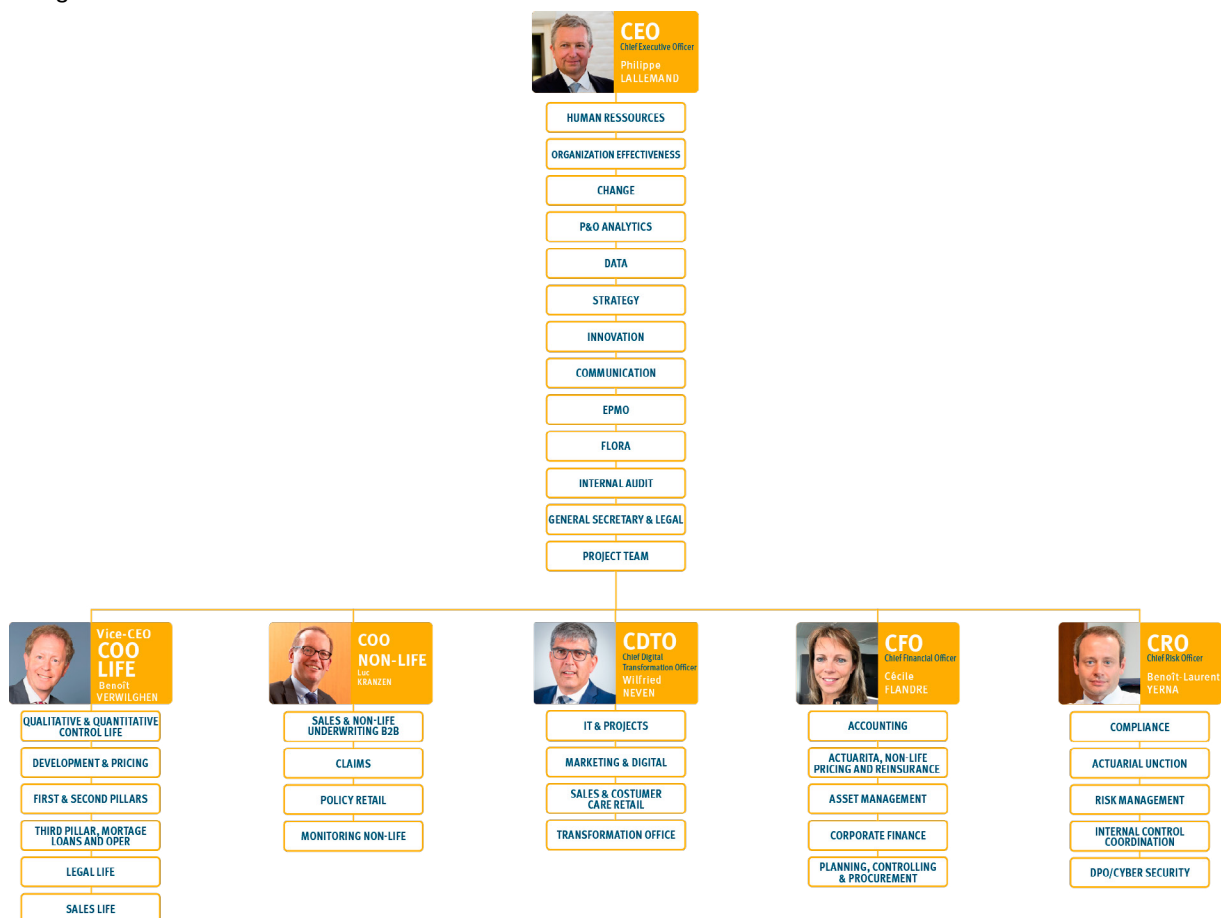 CEO
Chief Executive Officer
Philippe
LALLEMAND
HUMAN RESSOURCES
ORGANIZATION EFFECTIVENESS
CHANGE
P&O ANALYTICS
DATA
STRATEGY
INNOVATION
COMMUNICATION
EPMO
FLORA
INTERNAL AUDIT
GENERAL SECRETARY & LEGAL
PROJECT TEAM
Vice-CEO
COO
LIFE
Benoît
VERWILGHEN
QUALITATIVE & QUANTITATIVE
CONTROL LIFE
DEVELOPMENT & PRICING
FIRST & SECOND PILLARS
THIRD PILLAR, MORTAGE
LOANS AND OPER
LEGAL LIFE
SALES LIFE
COO
NON-LIFE
Luc
KRANZEN
SALES & NON-LIFE
UNDERWRITING B2B
CLAIMS
POLICY RETAIL
MONITORING NON-LIFE
CDTO
Chief Digital
Transformation Officer
Wilfried
NEVEN
IT & PROJECTS
MARKETING & DIGITAL
SALES & COSTUMER
CARE RETAIL
TRANSFORMATION OFFICE
CFO
Chief Financial Officer
Cécile
FLANDRE
ACCOUNTING
ACTUARITA, NON-LIFE
PRICING AND REINSURANCE
ASSET MANAGEMENT
CORPORATE FINANCE
PLANNING, CONTROLLING
& PROCUREMENT
CRO
Chief Risk Officer
Benoît-Laurent
YERNA
COMPLIANCE
ACTUARIAL UNCTION
RISK MANAGEMENT
INTERNAL CONTROL
COORDINATION
DPO/CYBER SECURITY